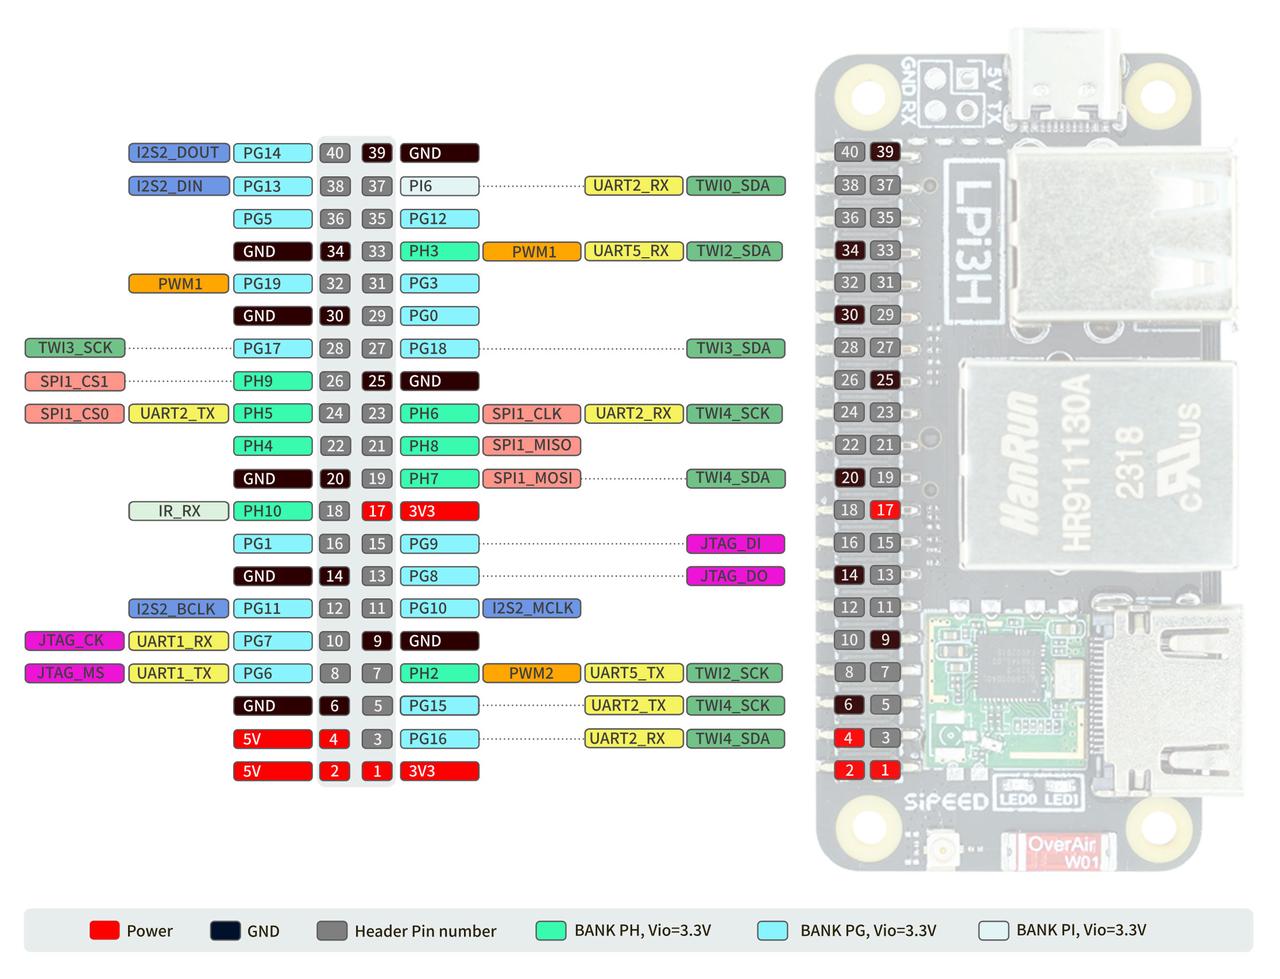 GND RX
5V TX
I2S2_DOUT PG14 40 39 GND
I2S2_DIN PG13 38 37 PI6 UART2_RX TWI0_SDA
PG5 36 35 PG12
GND 34 33 PH3 PWM1 UART5_RX TWI2_SDA
PWM1 PG19 32 31 PG3
GND 30 29 PG0
TWI3_SCK PG17 28 27 PG18 TWI3_SDA
SPI1_CS1 PH9 26 25 GND
SPI1_CS0 UART2_TX PH5 24 23 PH6 SPI1_CLK UART2_RX TWI4_SCK
PH4 22 21 PH8 SPI1_MISO
GND 20 19 PH7 SPI1_MOSI TWI4_SDA
IR_RX PH10 18 17 3V3
PG1 16 15 PG9 JTAG_DI
GND 14 13 PG8 JTAG_DO
I2S2_BCLK PG11 12 11 PG10 I2S2_MCLK
JTAG_CK UART1_RX PG7 10 9 GND
JTAG_MS UART1_TX PG6 8 7 PH2 PWM2 UART5_TX TWI2_SCK
GND 6 5 PG15 UART2_TX TWI4_SCK
5V 4 3 PG16 UART2_RX TWI4_SDA
5V 2 1 3V3
40 39
38 37
36 35
34 33
32 31
30 29
28 27
26 25
24 23
22 21
20 19
18 17
16 15
14 13
12 11
10 9
8 7
6 5
4 3
2 1
LPi3H
HanRun
HR911130A
2318
c US
SiPEED
LED0 LED1
OverAir
W01
Power
GND
Header Pin number
BANK PH, Vio=3.3V
BANK PG, Vio=3.3V
BANK PI, Vio=3.3V